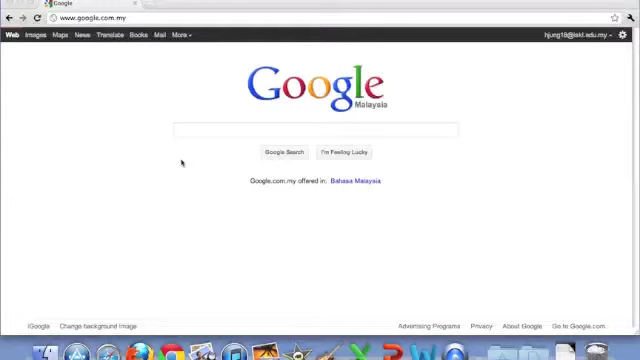 Google
www.google.com.my
Web Images Maps News Translate Books Mail More hjung18@iskl.edu.my
Google
Malaysia
Google Search I'm Feeling Lucky
Google.com.my offered in: Bahasa Malaysia
iGoogle Change background image Advertising Programs Privacy About Google Go to Google.com